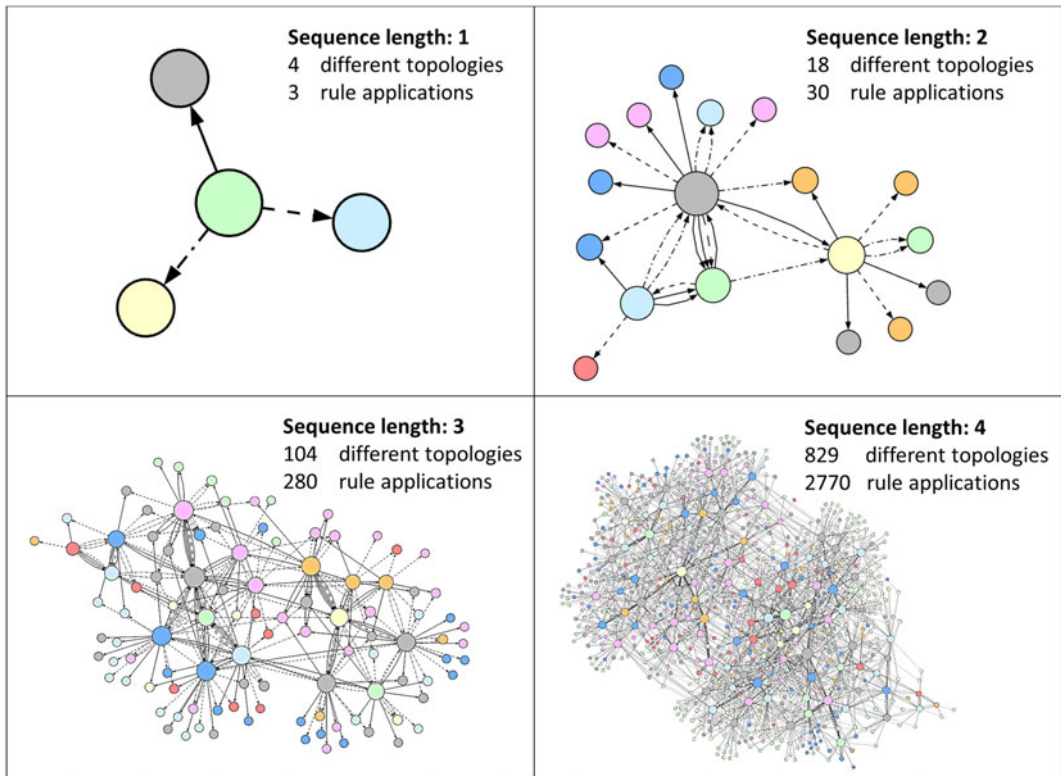 Sequence length: 1
4 different topologies
3 rule applications
Sequence length: 2
18 different topologies
30 rule applications
Sequence length: 3
104 different topologies
280 rule applications
Sequence length: 4
829 different topologies
2770 rule applications